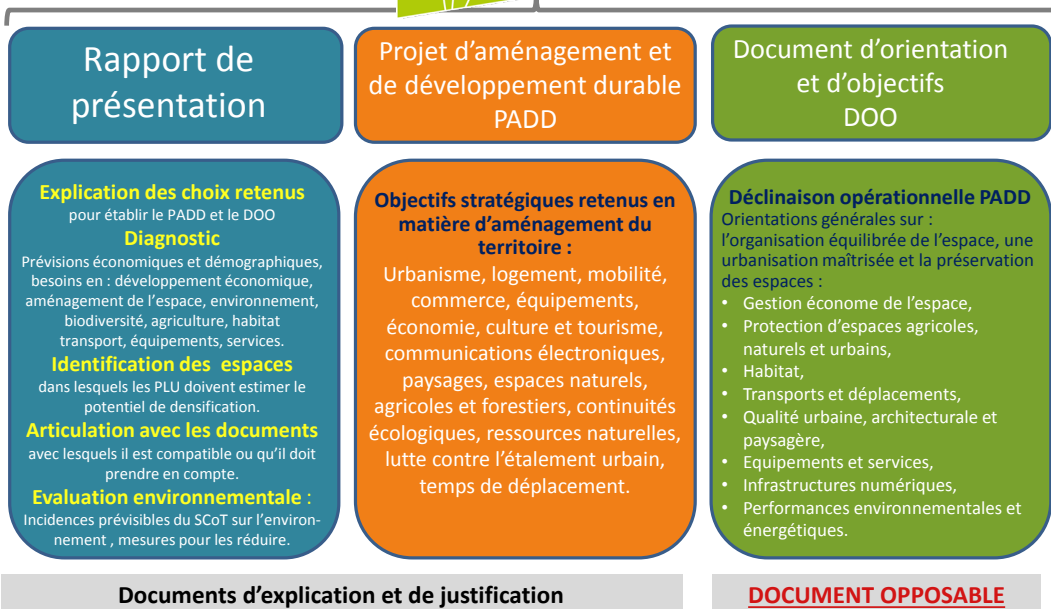 Rapport de
présentation
Projet d'aménagement et
de développement durable
PADD
Document d'orientation
et d'objectifs
DOO
Explication des choix retenus
pour établir le PADD et le DOO
Diagnostic
Prévisions économiques et démographiques,
besoins en : développement économique,
aménagement de l'espace, environnement,
biodiversité, agriculture, habitat
transport, équipements, services.
Identification des espaces
dans lesquels les PLU doivent estimer le
potentiel de densification.
Articulation avec les documents
avec lesquels il est compatible ou qu'il doit
prendre en compte.
Evaluation environnementale :
Incidences prévisibles du SCoT sur l'environ-
nement , mesures pour les réduire.
Objectifs stratégiques retenus en
matière d'aménagement du
territoire :
Urbanisme, logement, mobilité,
commerce, équipements,
économie, culture et tourisme,
communications électroniques,
paysages, espaces naturels,
agricoles et forestiers, continuités
écologiques, ressources naturelles,
lutte contre l'étalement urbain,
temps de déplacement.
Déclinaison opérationnelle PADD
Orientations générales sur :
l'organisation équilibrée de l'espace, une
urbanisation maîtrisée et la préservation
des espaces :
• Gestion économe de l'espace,
• Protection d'espaces agricoles,
naturels et urbains,
• Habitat,
• Transports et déplacements,
• Qualité urbaine, architecturale et
paysagère,
• Equipements et services,
• Infrastructures numériques,
• Performances environnementales et
énergétiques.
Documents d'explication et de justification
DOCUMENT OPPOSABLE